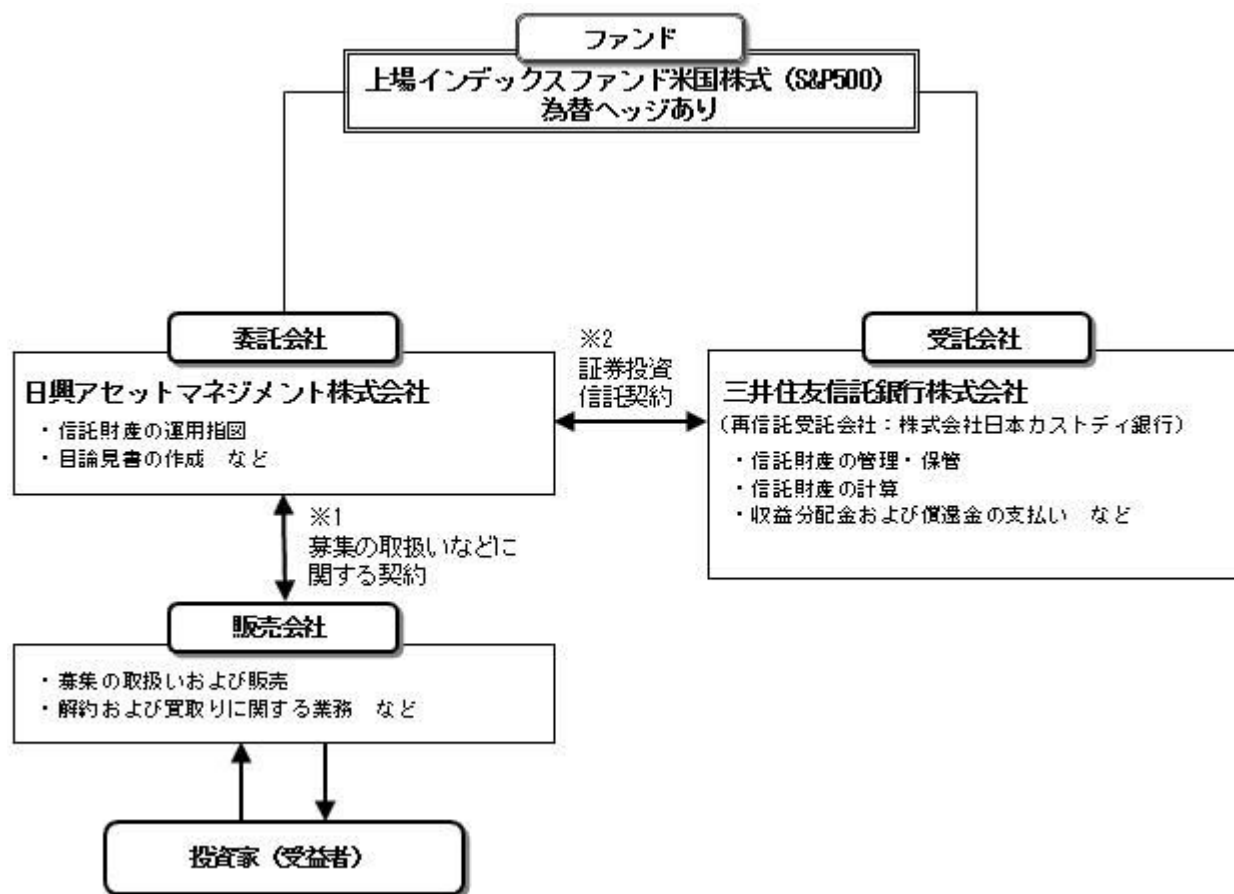 ファンド
上場インデックスファンド米国株式（S&P500）
為替ヘッジあり
委託会社
日興アセットマネジメント株式会社
・信託財産の運用指図
・目論見書の作成　など
※2
証券投資
信託契約
受託会社
三井住友信託銀行株式会社
（再信託受託会社：株式会社日本カストディ銀行）
・信託財産の管理・保管
・信託財産の計算
・収益分配金および償還金の支払い　など
※1
募集の取扱いなどに
関する契約
販売会社
・募集の取扱いおよび販売
・解約および買取りに関する業務　など
投資家（受益者）